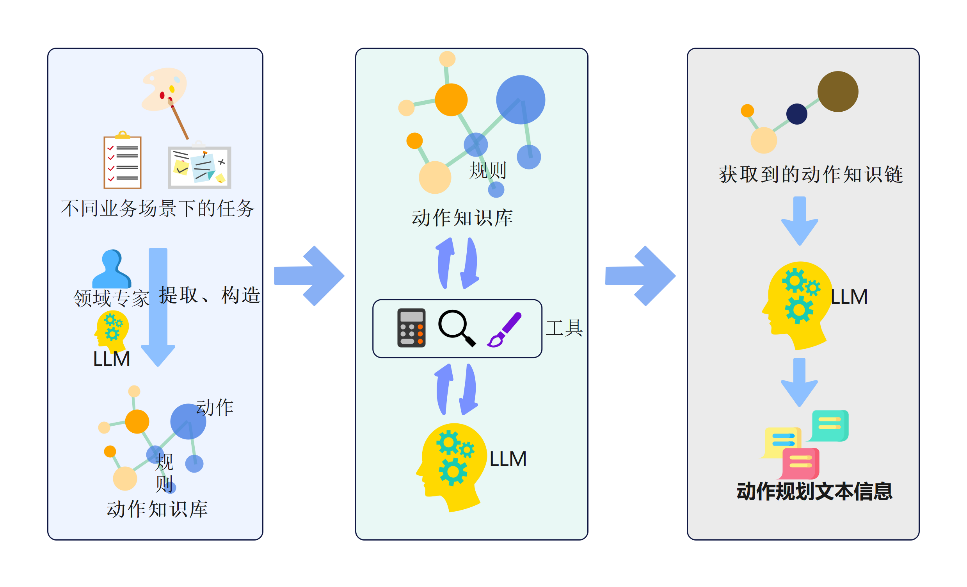 不同业务场景下的任务
领域专家
提取、构造
LLM
动作
规
则
动作知识库
规则
动作知识库
工具
LLM
获取到的动作知识链
LLM
动作规划文本信息